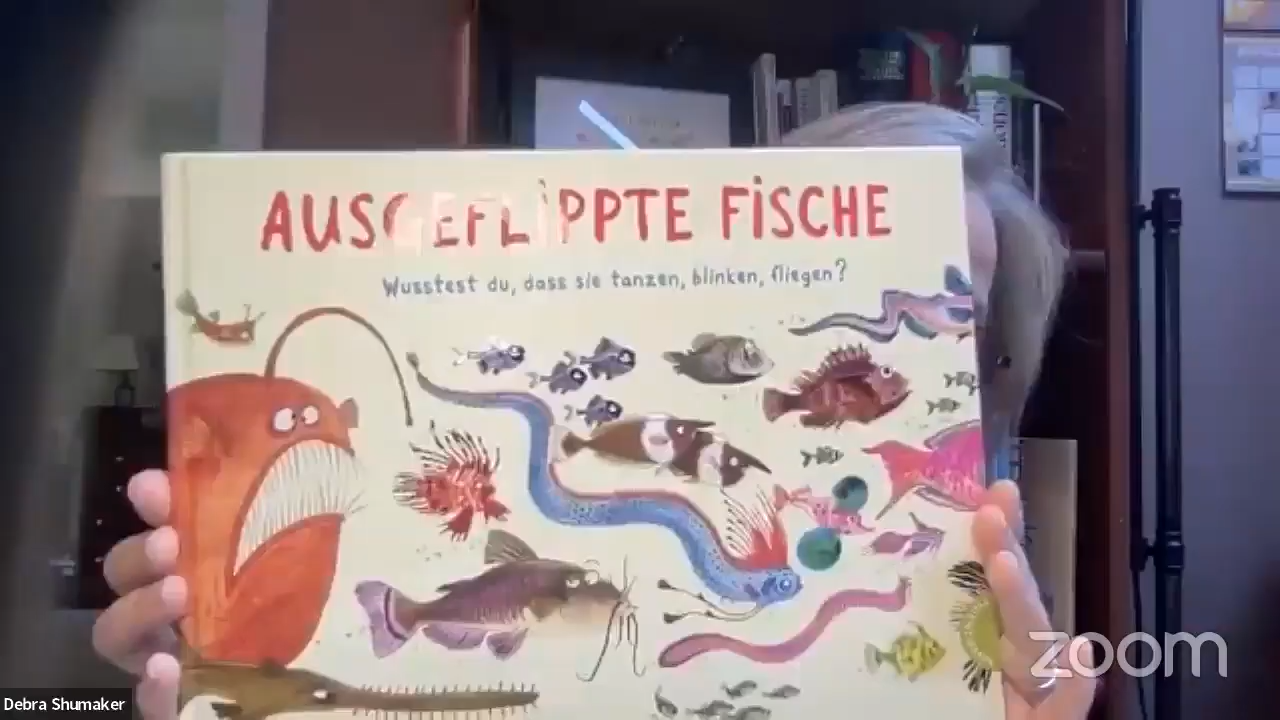 AUSGEFLiPPTE FiSCHE
Wusstest du, dass sie tanzen, blinken, fliegen?
Debra Shumaker
zoom